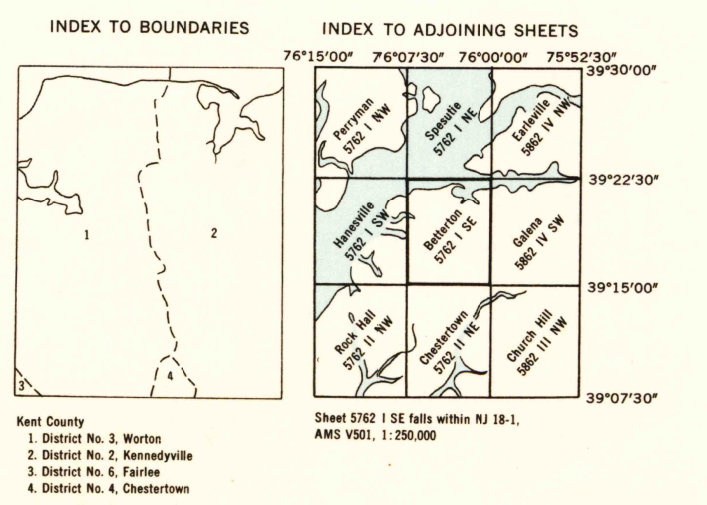 INDEX TO BOUNDARIES
1
2
3
4
Kent County
1. District No. 3, Worton
2. District No. 2, Kennedyville
3. District No. 6, Fairlee
4. District No. 4, Chestertown
INDEX TO ADJOINING SHEETS
76°15′00″ 76°07′30″ 76°00′00″ 75°52′30″
39°30′00″
Perryman
5762 I NW
Spesutie
5762 I NE
Earleville
5862 IV NW
39°22′30″
Hanesville
5762 I SW
Betterton
5762 I SE
Galena
5862 IV SW
39°15′00″
Rock Hall
5762 II NW
Chestertown
5762 II NE
Church Hill
5862 III NW
39°07′30″
Sheet 5762 I SE falls within NJ 18-1,
AMS V501, 1:250,000